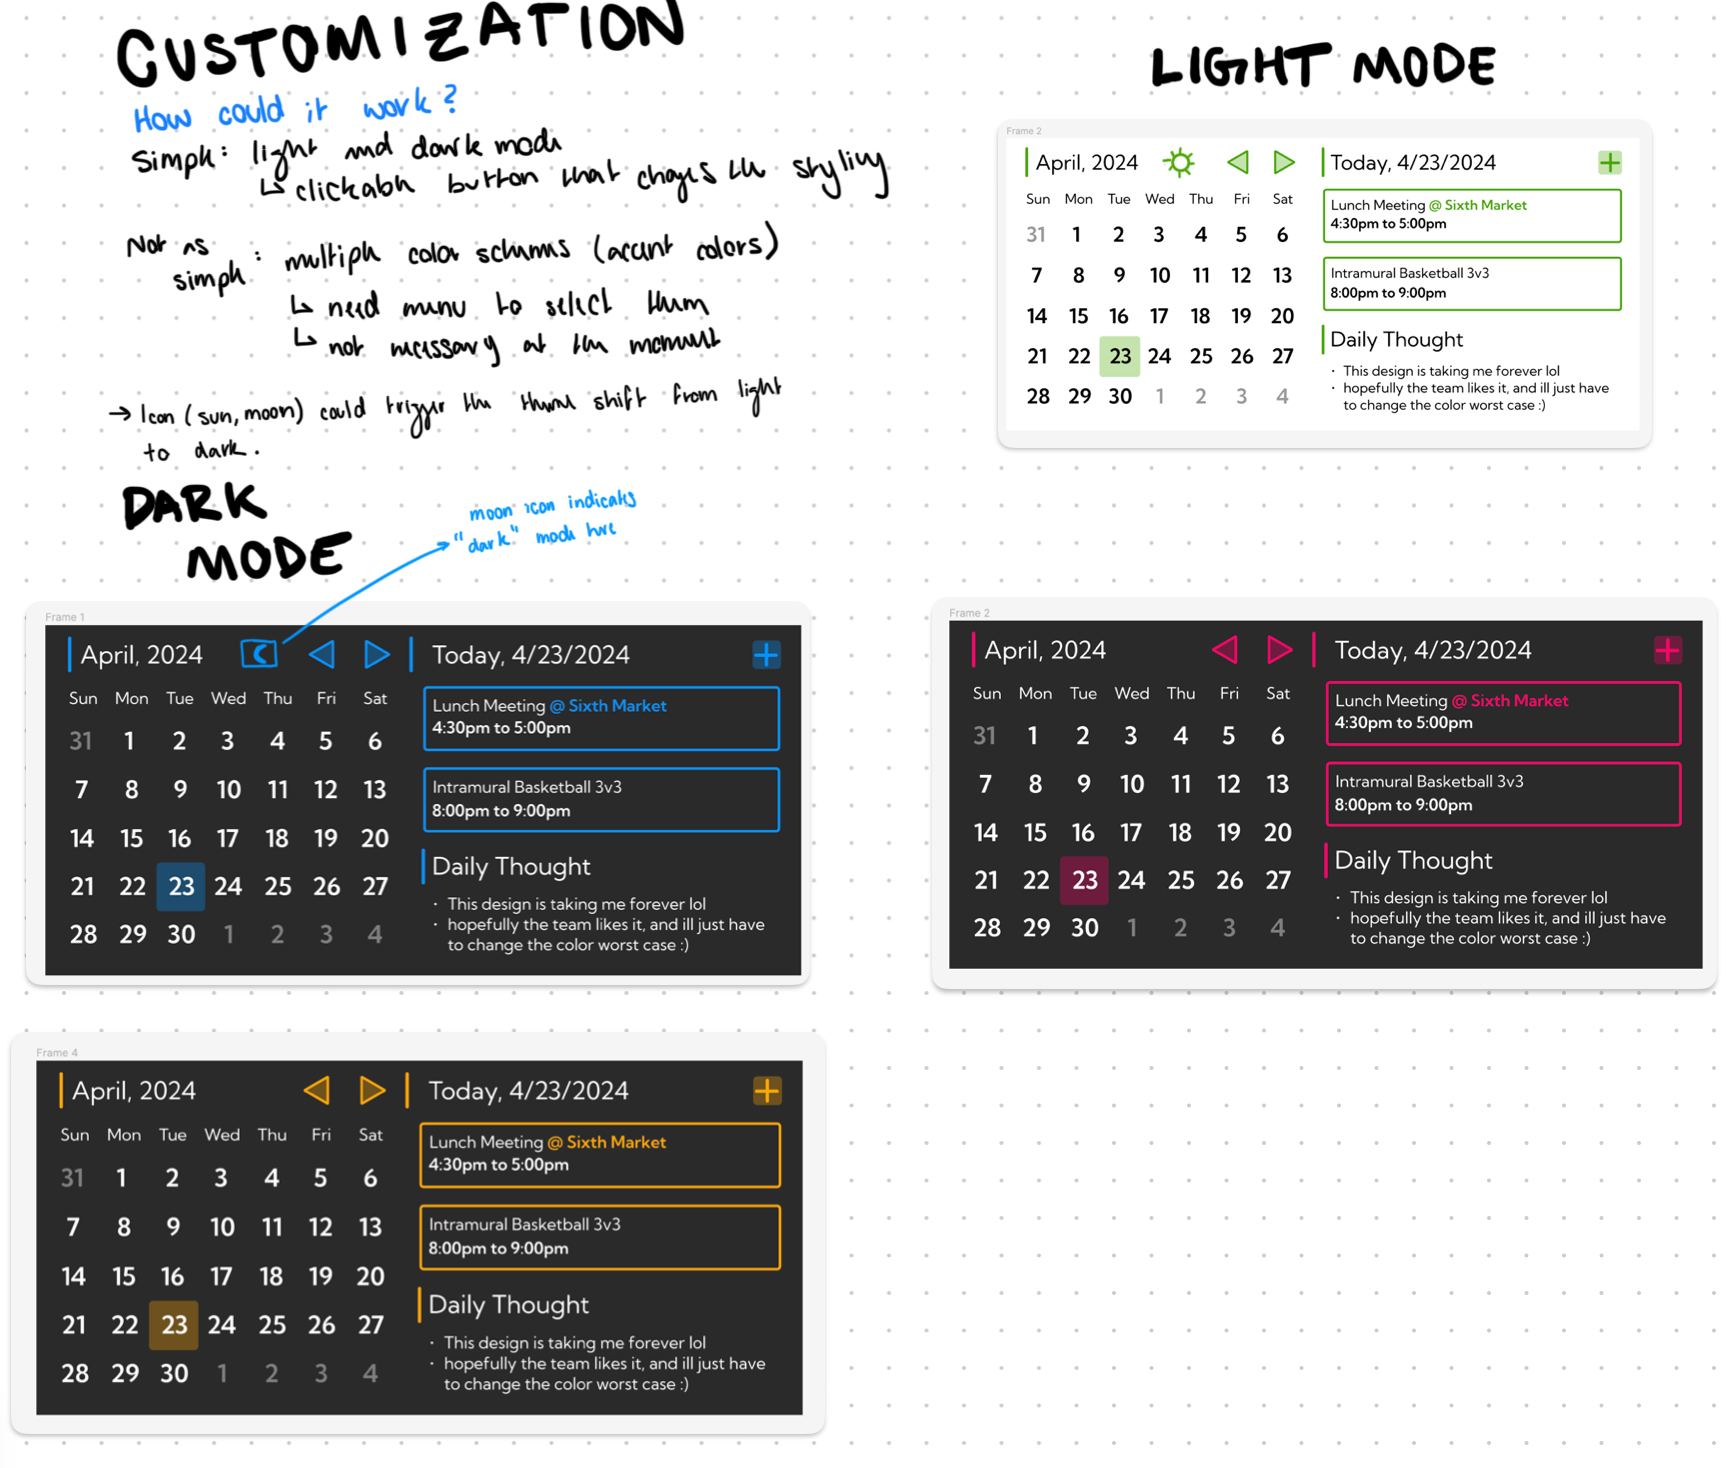 CUSTOMIZATION
How could it work?
Simple: light and dark mode
↳ clickable button that changes the styling
Not as
simple: multiple color schemes (accent colors)
↳ need menu to select them
↳ not necessary at the moment
→ Icon (sun, moon) could trigger the theme shift from light
to dark.
DARK
MODE
moon icon indicates
"dark" mode here
LIGHT MODE
Frame 2
April, 2024
Sun Mon Tue Wed Thu Fri Sat
31 1 2 3 4 5 6
7 8 9 10 11 12 13
14 15 16 17 18 19 20
21 22 23 24 25 26 27
28 29 30 1 2 3 4
Today, 4/23/2024
+
Lunch Meeting @ Sixth Market
4:30pm to 5:00pm
Intramural Basketball 3v3
8:00pm to 9:00pm
Daily Thought
· This design is taking me forever lol
· hopefully the team likes it, and ill just have
to change the color worst case :)
Frame 1
April, 2024
Sun Mon Tue Wed Thu Fri Sat
31 1 2 3 4 5 6
7 8 9 10 11 12 13
14 15 16 17 18 19 20
21 22 23 24 25 26 27
28 29 30 1 2 3 4
Today, 4/23/2024
+
Lunch Meeting @ Sixth Market
4:30pm to 5:00pm
Intramural Basketball 3v3
8:00pm to 9:00pm
Daily Thought
· This design is taking me forever lol
· hopefully the team likes it, and ill just have
to change the color worst case :)
Frame 2
April, 2024
Sun Mon Tue Wed Thu Fri Sat
31 1 2 3 4 5 6
7 8 9 10 11 12 13
14 15 16 17 18 19 20
21 22 23 24 25 26 27
28 29 30 1 2 3 4
Today, 4/23/2024
+
Lunch Meeting @ Sixth Market
4:30pm to 5:00pm
Intramural Basketball 3v3
8:00pm to 9:00pm
Daily Thought
· This design is taking me forever lol
· hopefully the team likes it, and ill just have
to change the color worst case :)
Frame 4
April, 2024
Sun Mon Tue Wed Thu Fri Sat
31 1 2 3 4 5 6
7 8 9 10 11 12 13
14 15 16 17 18 19 20
21 22 23 24 25 26 27
28 29 30 1 2 3 4
Today, 4/23/2024
+
Lunch Meeting @ Sixth Market
4:30pm to 5:00pm
Intramural Basketball 3v3
8:00pm to 9:00pm
Daily Thought
· This design is taking me forever lol
· hopefully the team likes it, and ill just have
to change the color worst case :)